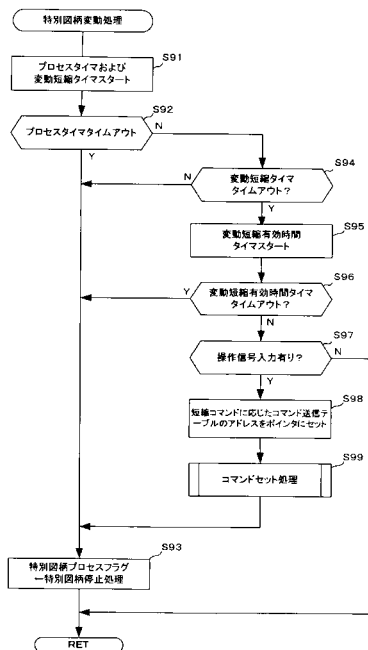 特別図柄変動処理
S91
プロセスタイマおよび
変動短縮タイマスタート
S92
プロセスタイマタイムアウト
N
Y
S94
変動短縮タイマ
タイムアウト？
N
Y
S95
変動短縮有効時間
タイマスタート
S96
変動短縮有効時間タイマ
タイムアウト？
Y
N
S97
操作信号入力有り？
N
Y
S98
短縮コマンドに応じたコマンド送信テ
ーブルのアドレスをポインタにセット
S99
コマンドセット処理
S93
特別図柄プロセスフラグ
←特別図柄停止処理
RET